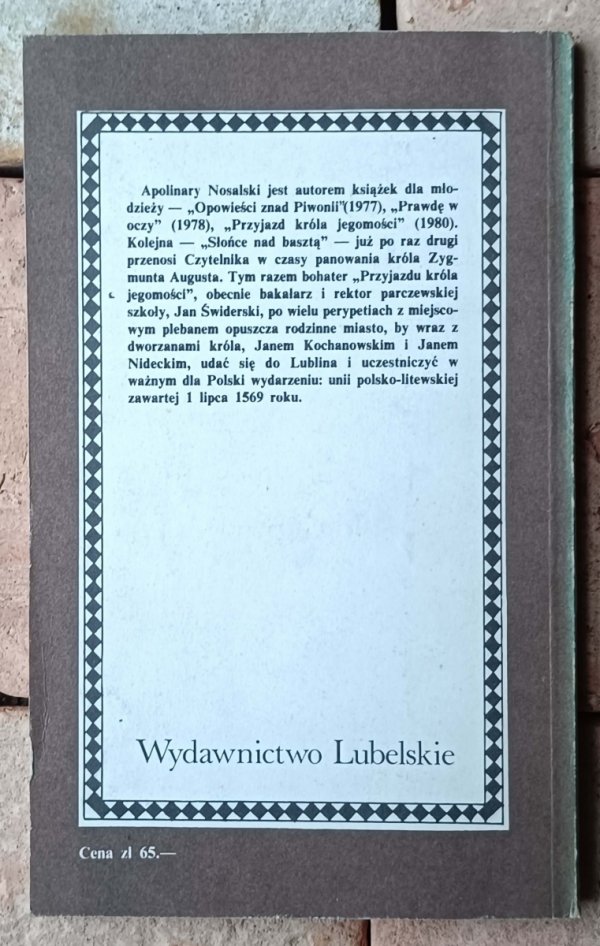 Apolinary Nosalski jest autorem książek dla mło-
dzieży — „Opowieści znad Piwonii”(1977), „Prawdę w
oczy” (1978), „Przyjazd króla jegomości” (1980).
Kolejna — „Słońce nad basztą” — już po raz drugi
przenosi Czytelnika w czasy panowania króla Zyg-
munta Augusta. Tym razem bohater „Przyjazdu króla
jegomości”, obecnie bakałarz i rektor parczewskiej
szkoły, Jan Świderski, po wielu perypetiach z miejsco-
wym plebanem opuszcza rodzinne miasto, by wraz z
dworzanami króla, Janem Kochanowskim i Janem
Nideckim, udać się do Lublina i uczestniczyć w
ważnym dla Polski wydarzeniu: unii polsko-litewskiej
zawartej 1 lipca 1569 roku.
Wydawnictwo Lubelskie
Cena zł 65.—